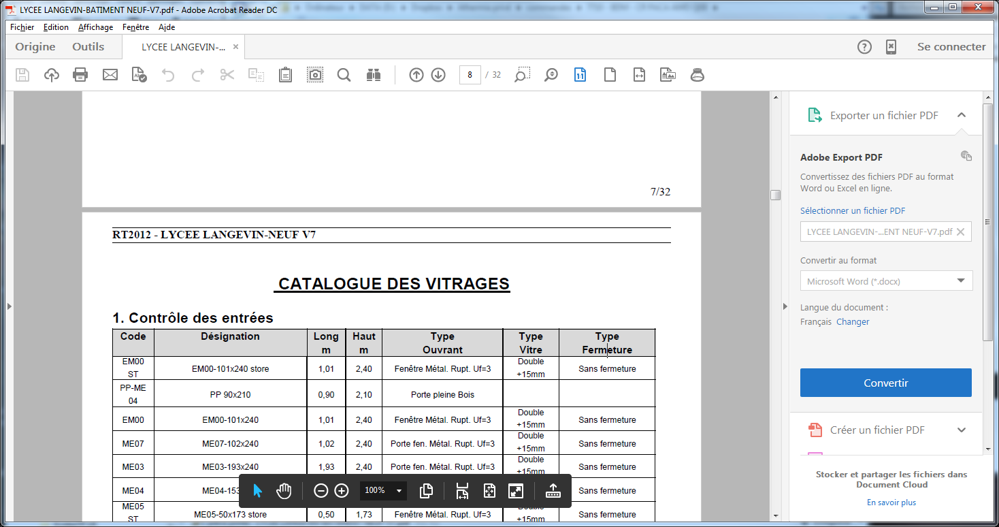 LYCEE LANGEVIN-BATIMENT NEUF-V7.pdf - Adobe Acrobat Reader DC
Fichier Edition Affichage Fenêtre Aide
Origine Outils LYCEE LANGEVIN-... × Se connecter
8 / 32
7/32
RT2012 - LYCEE LANGEVIN-NEUF V7
CATALOGUE DES VITRAGES
1. Contrôle des entrées
Code Désignation Long m Haut m Type Ouvrant Type Vitre Type Fermeture
EM00 ST EM00-101x240 store 1,01 2,40 Fenêtre Métal. Rupt. Uf=3 Double +15mm Sans fermeture
PP-ME 04 PP 90x210 0,90 2,10 Porte pleine Bois
EM00 EM00-101x240 1,01 2,40 Fenêtre Métal. Rupt. Uf=3 Double +15mm Sans fermeture
ME07 ME07-102x240 1,02 2,40 Porte fen. Métal. Rupt. Uf=3 Double +15mm Sans fermeture
ME03 ME03-193x240 1,93 2,40 Porte fen. Métal. Rupt. Uf=3 Double +15mm Sans fermeture
ME04 ME04-153 Sans fermeture
ME05 ST ME05-50x173 store 0,50 1,73 Fenêtre Métal. Rupt. Uf=3 +15mm Sans fermeture
100%
Exporter un fichier PDF
Adobe Export PDF
Convertissez des fichiers PDF au format
Word ou Excel en ligne.
Sélectionner un fichier PDF
LYCEE LANGEVIN-...ENT NEUF-V7.pdf
Convertir au format
Microsoft Word (*.docx)
Langue du document :
Français Changer
Convertir
Créer un fichier PDF
Stocker et partager les fichiers dans
Document Cloud
En savoir plus